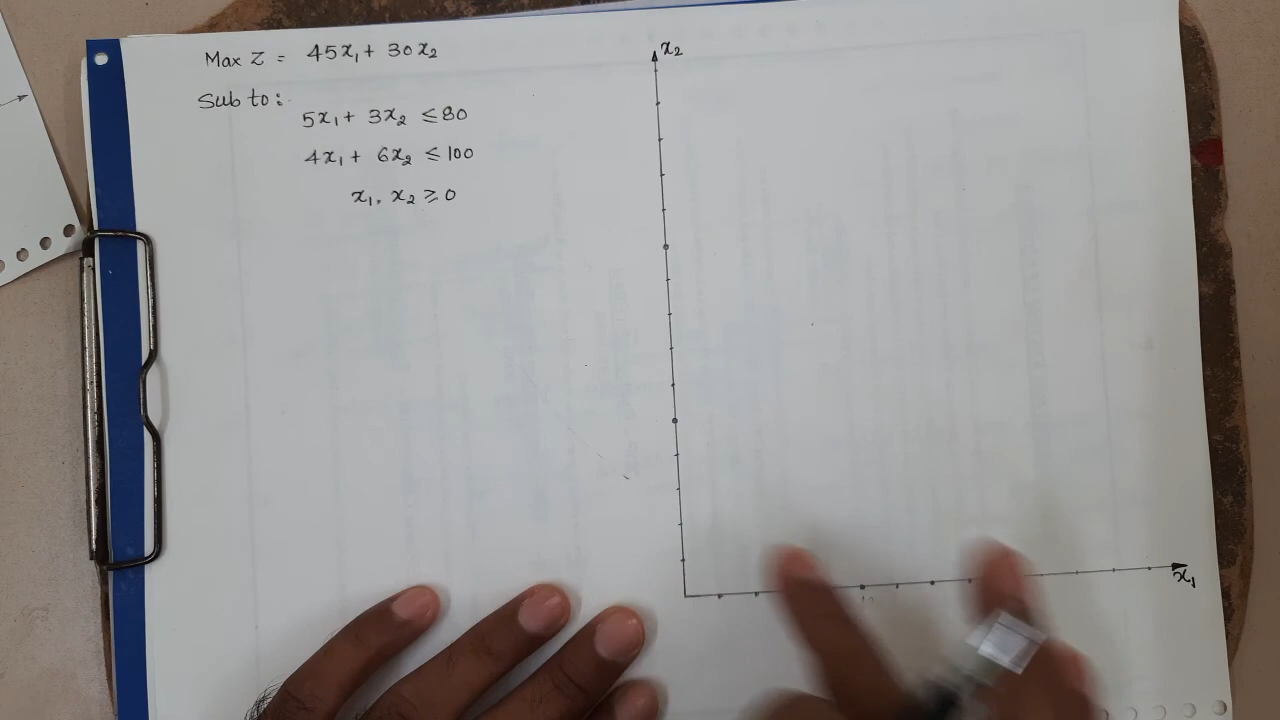 Max Z = 45x₁ + 30x₂
Sub to:
5x₁ + 3x₂ ≤ 80
4x₁ + 6x₂ ≤ 100
x₁, x₂ ≥ 0
x₂
x₁